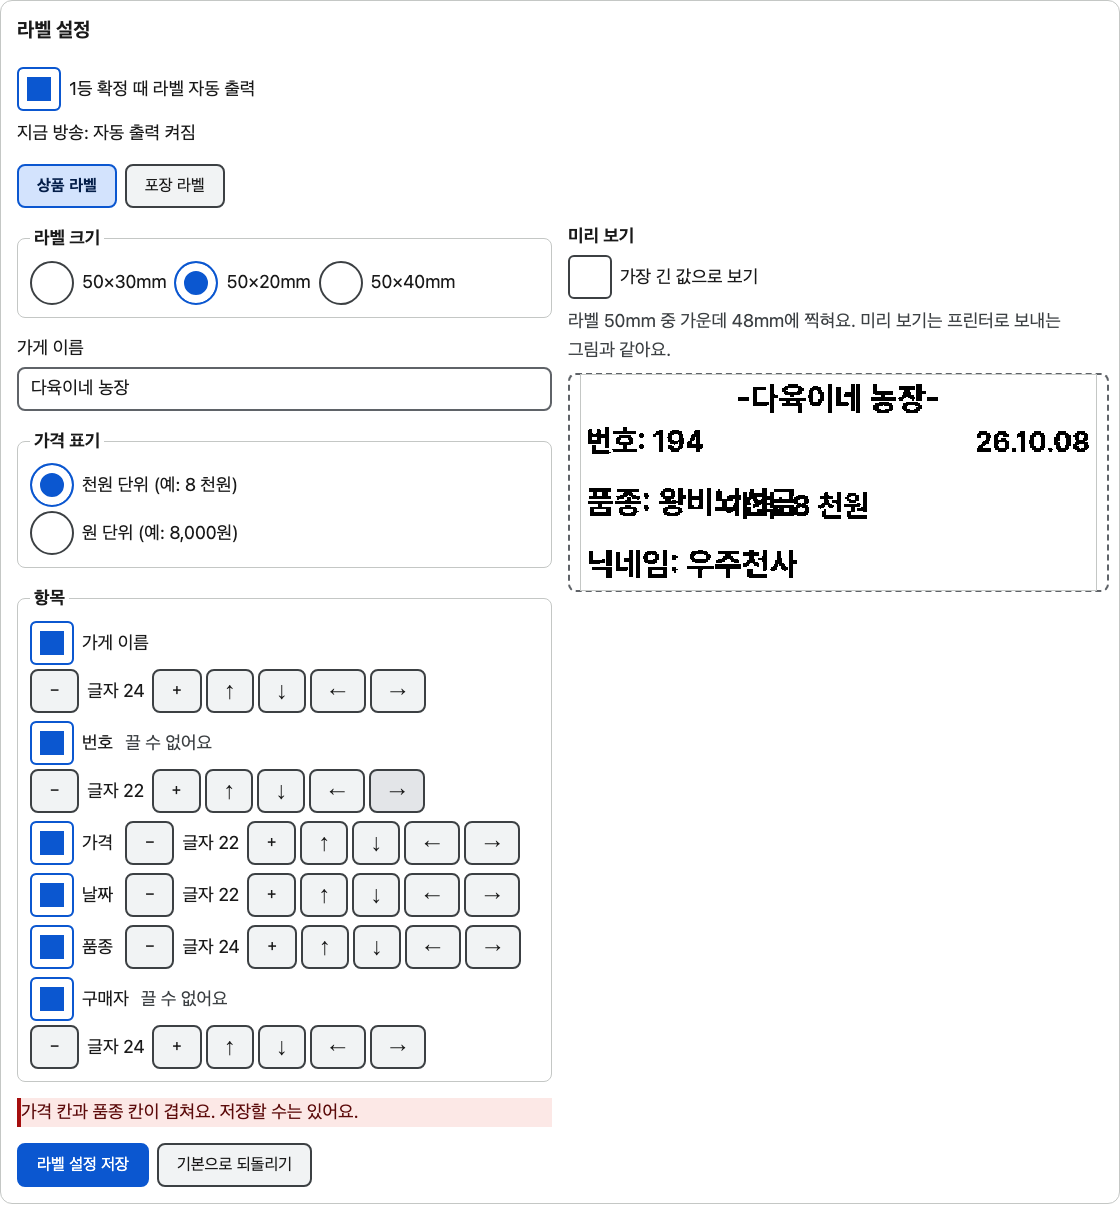 라벨 설정
1등 확정 때 라벨 자동 출력
지금 방송: 자동 출력 켜짐
상품 라벨 포장 라벨
라벨 크기
50×30mm 50×20mm 50×40mm
가게 이름
다육이네 농장
가격 표기
천원 단위 (예: 8 천원)
원 단위 (예: 8,000원)
항목
가게 이름
− 글자 24 + ↑ ↓ ← →
번호 끌 수 없어요
− 글자 22 + ↑ ↓ ← →
가격 − 글자 22 + ↑ ↓ ← →
날짜 − 글자 22 + ↑ ↓ ← →
품종 − 글자 24 + ↑ ↓ ← →
구매자 끌 수 없어요
− 글자 24 + ↑ ↓ ← →
가격 칸과 품종 칸이 겹쳐요. 저장할 수는 있어요.
라벨 설정 저장 기본으로 되돌리기
미리 보기
가장 긴 값으로 보기
라벨 50mm 중 가운데 48mm에 찍혀요. 미리 보기는 프린터로 보내는
그림과 같아요.
-다육이네 농장-
번호: 194 26.10.08
품종: 8 천원
닉네임: 우주천사